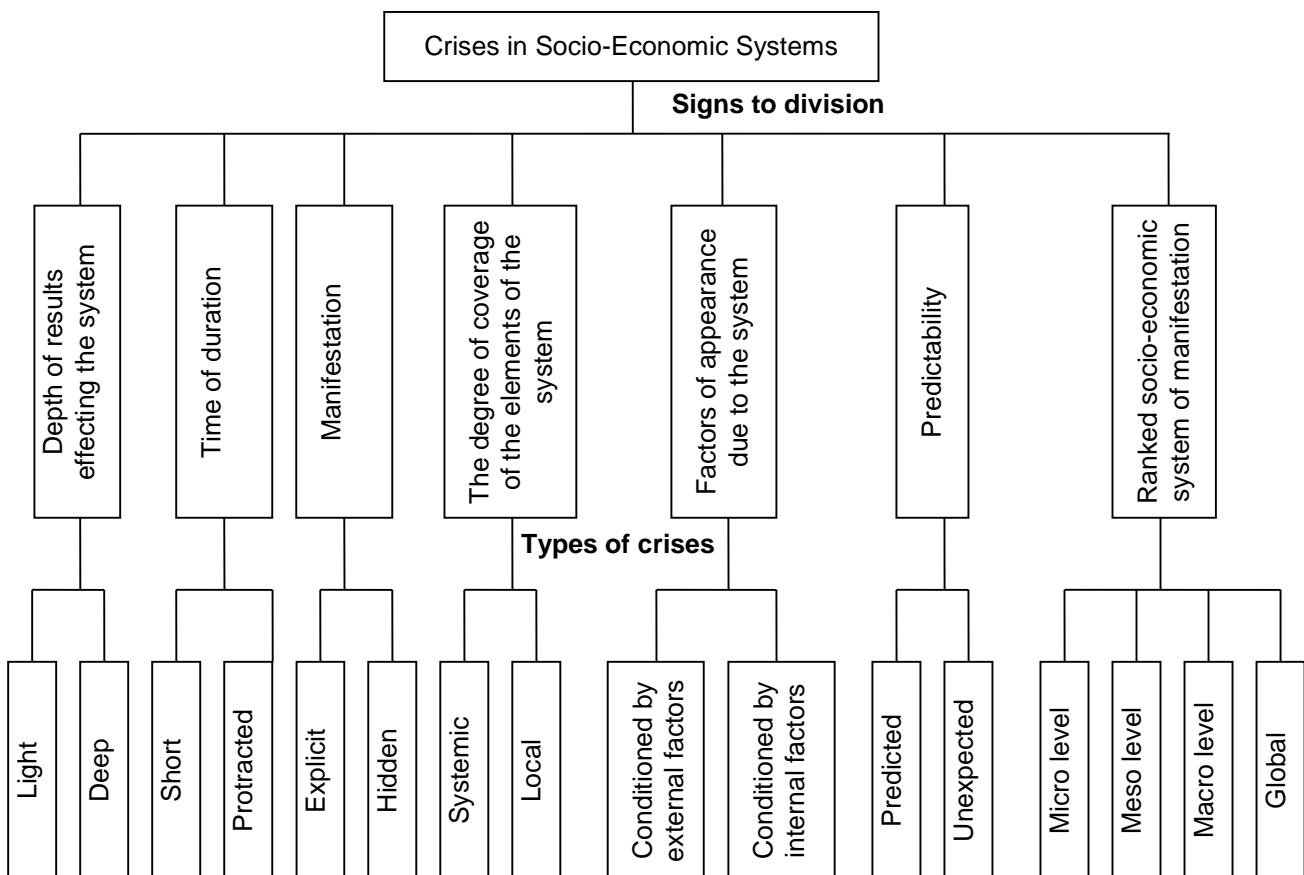 Crises in Socio-Economic Systems
Signs to division
Depth of results
effecting the system
Time of duration
Manifestation
The degree of coverage
of the elements of the
system
Factors of appearance
due to the system
Predictability
Ranked socio-economic
system of manifestation
Types of crises
Light
Deep
Short
Protracted
Explicit
Hidden
Systemic
Local
Conditioned by
external factors
Conditioned by
internal factors
Predicted
Unexpected
Micro level
Meso level
Macro level
Global